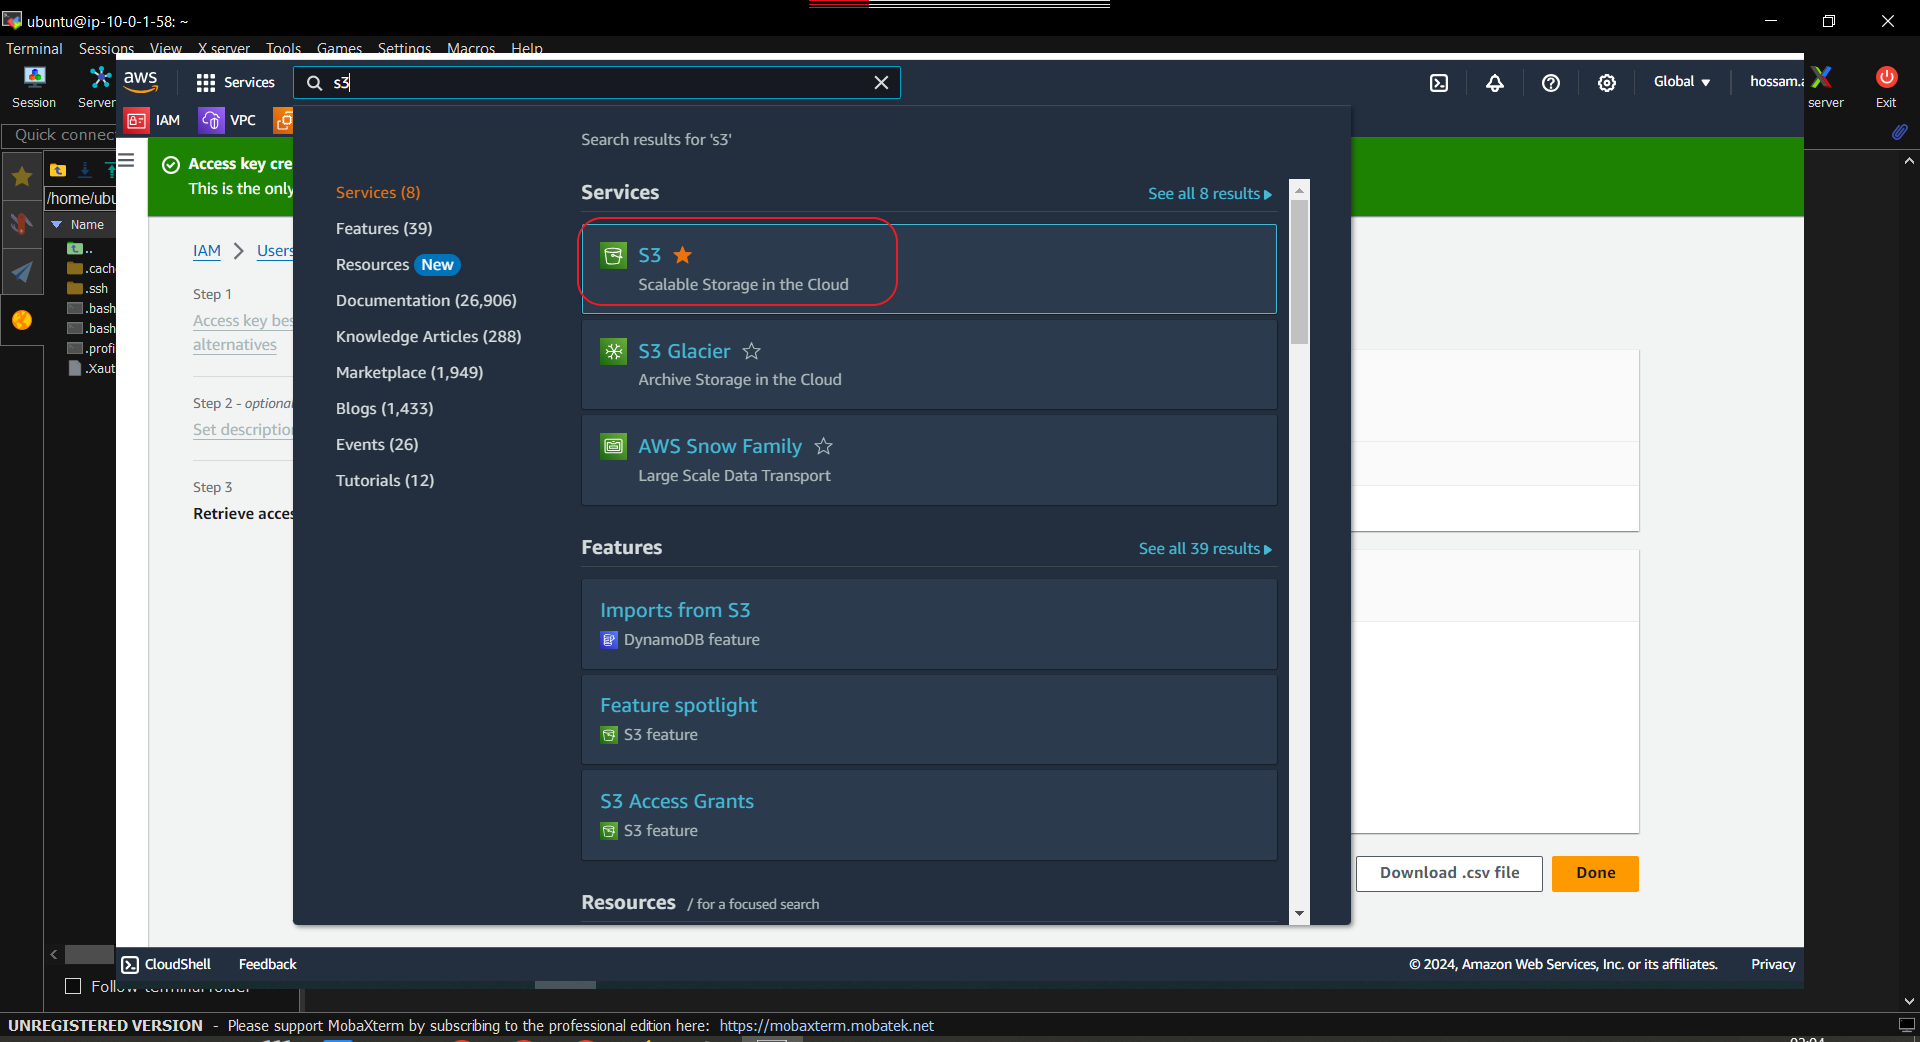 ubuntu@ip-10-0-1-58: ~
Terminal Sessions View X server Tools Games Settings Macros Help
Session
Server
aws
Services
s3
Global
hossam.a
server
Exit
Quick connec
IAM
VPC
Search results for 's3'
Access key cre
This is the only
/home/ubu
Name
..
.cach
.ssh
.bash
.bash
.profi
.Xaut
IAM
Users
Step 1
Access key bes
alternatives
Step 2 - optional
Set description
Step 3
Retrieve acces
Services (8)
Features (39)
Resources New
Documentation (26,906)
Knowledge Articles (288)
Marketplace (1,949)
Blogs (1,433)
Events (26)
Tutorials (12)
Services
See all 8 results
S3
Scalable Storage in the Cloud
S3 Glacier
Archive Storage in the Cloud
AWS Snow Family
Large Scale Data Transport
Features
See all 39 results
Imports from S3
DynamoDB feature
Feature spotlight
S3 feature
S3 Access Grants
S3 feature
Resources / for a focused search
Download .csv file
Done
CloudShell
Feedback
© 2024, Amazon Web Services, Inc. or its affiliates.
Privacy
Follow terminal folder
UNREGISTERED VERSION - Please support MobaXterm by subscribing to the professional edition here: https://mobaxterm.mobatek.net